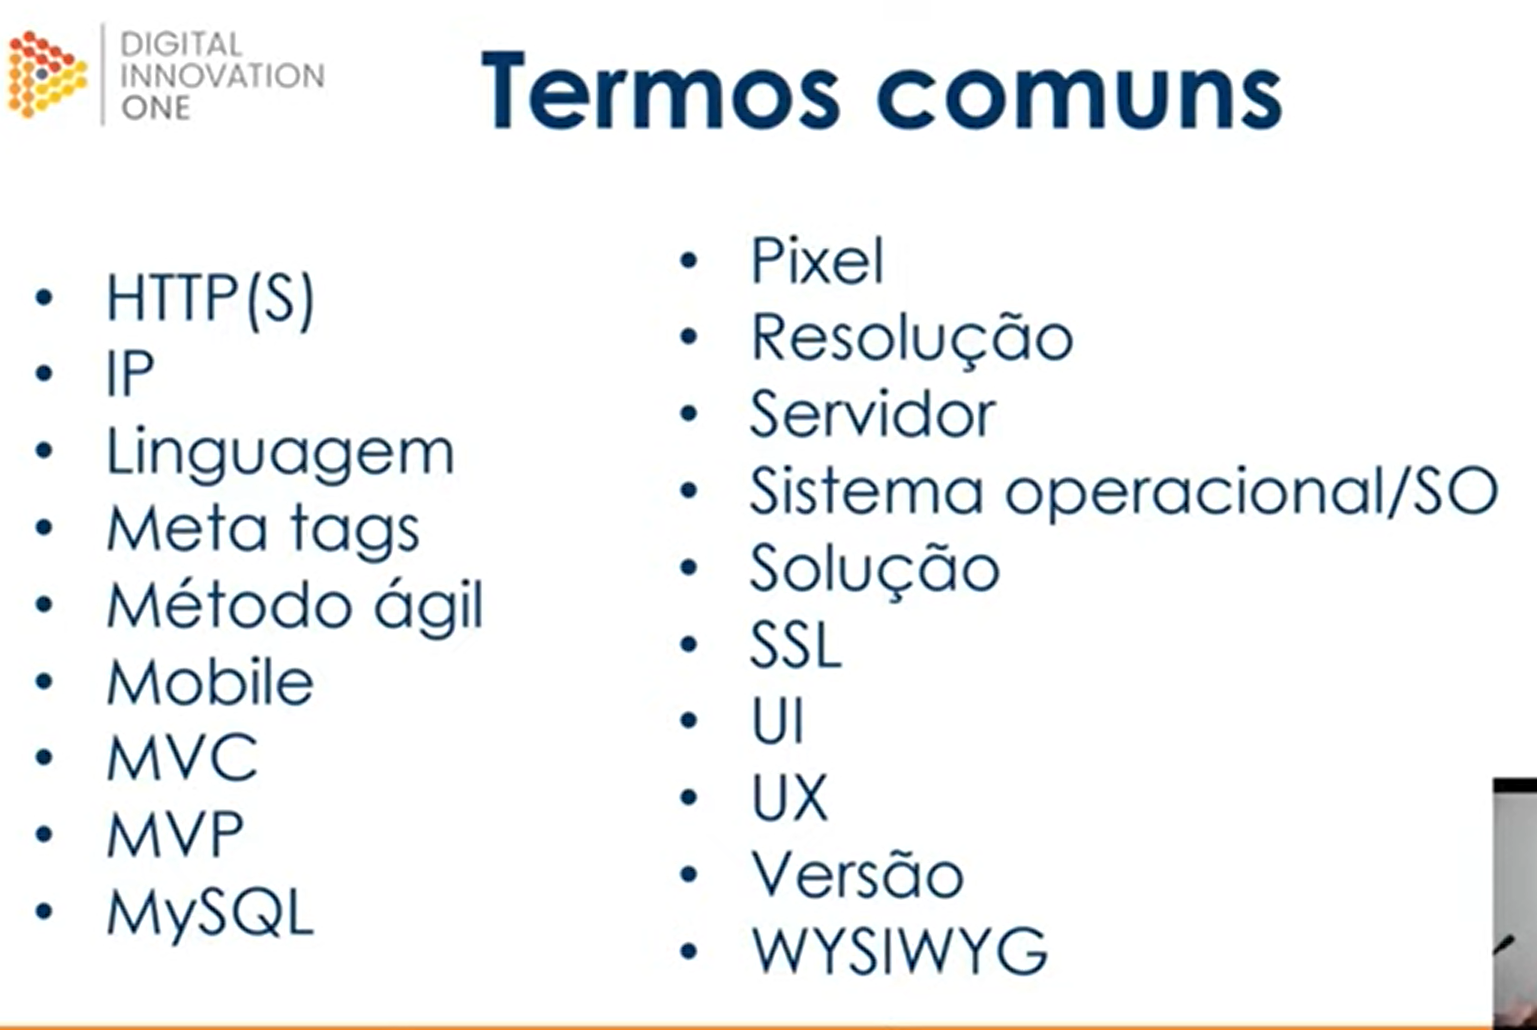 DIGITAL
INNOVATION
ONE
Termos comuns
• HTTP(S)
• IP
• Linguagem
• Meta tags
• Método ágil
• Mobile
• MVC
• MVP
• MySQL
• Pixel
• Resolução
• Servidor
• Sistema operacional/SO
• Solução
• SSL
• UI
• UX
• Versão
• WYSIWYG